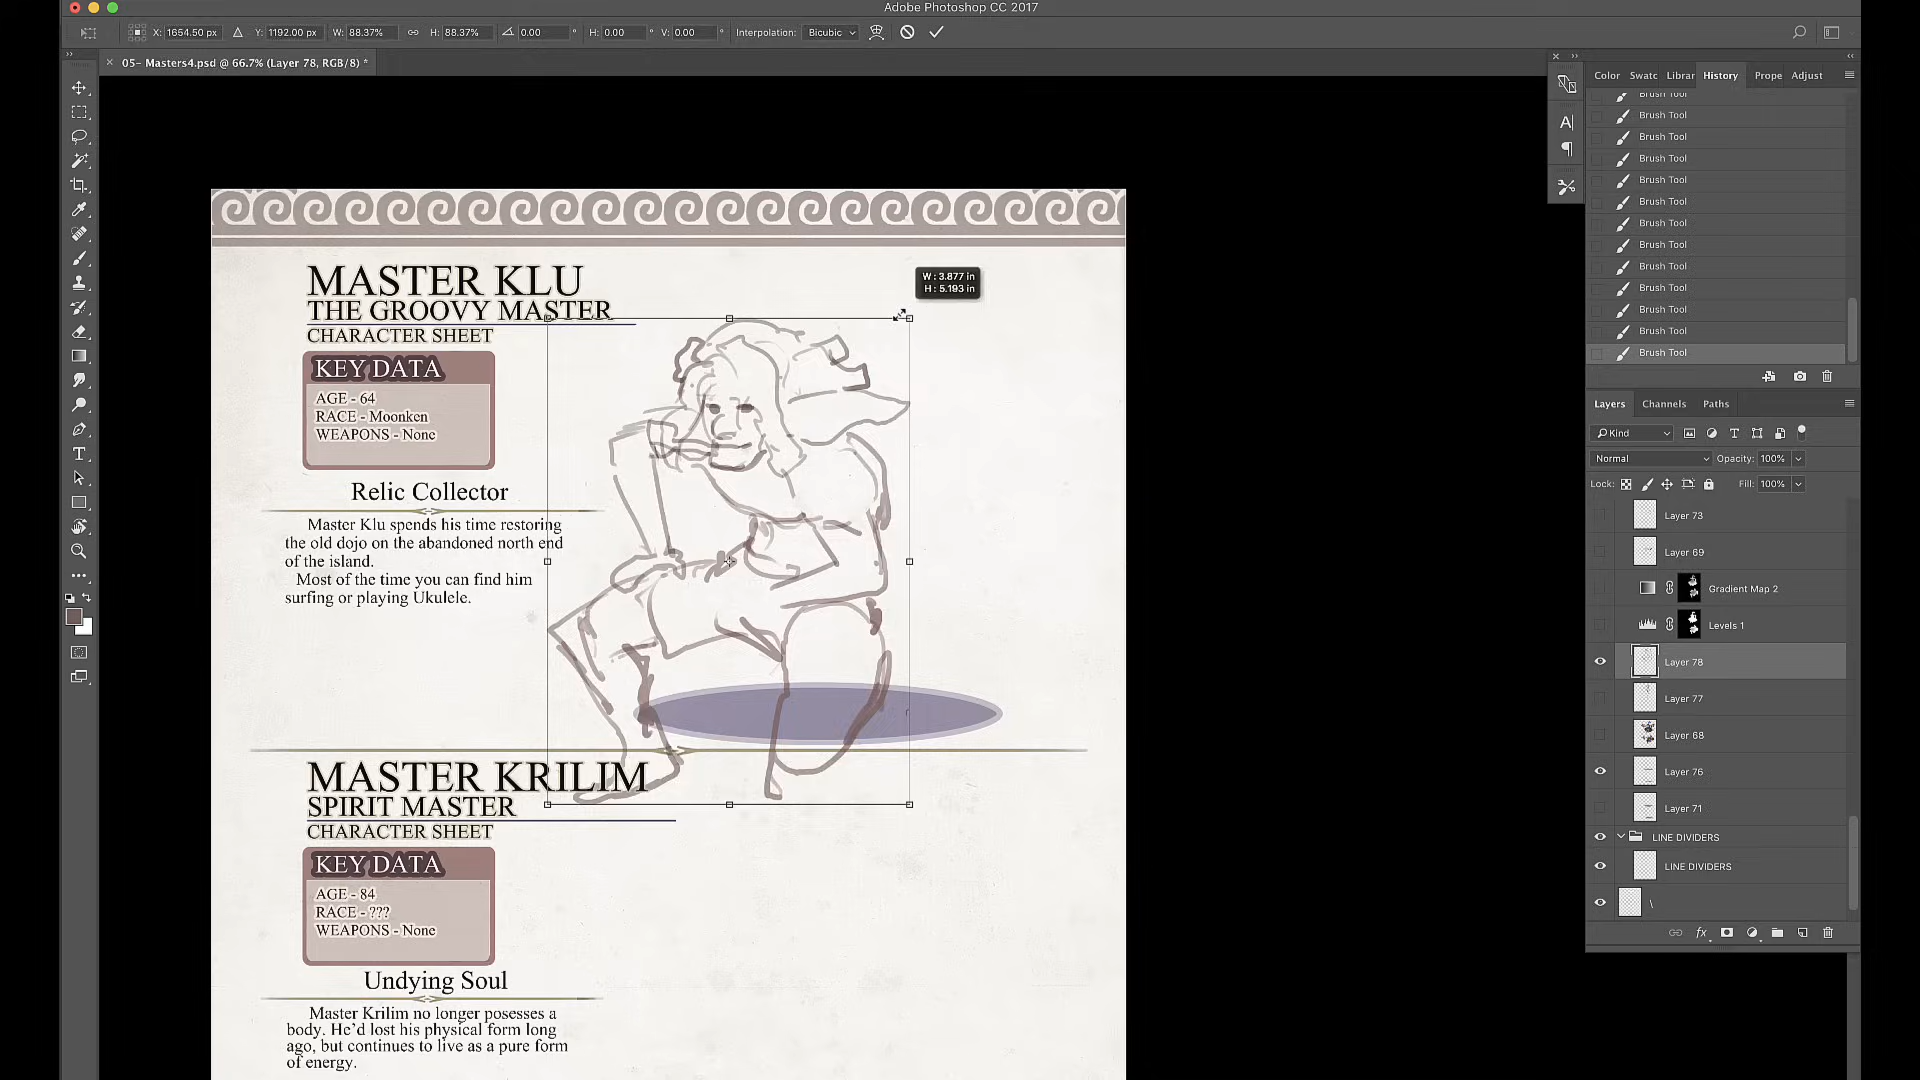 Adobe Photoshop CC 2017
X: 1654.50 px Y: 1192.00 px W: 88.37% H: 88.37% 0.00 ° H: 0.00 ° V: 0.00 ° Interpolation: Bicubic
05- Masters4.psd @ 66.7% (Layer 78, RGB/8) *
Color Swatc Librar History Prope Adjust
Brush Tool
Brush Tool
Brush Tool
Brush Tool
Brush Tool
Brush Tool
Brush Tool
Brush Tool
Brush Tool
Brush Tool
Brush Tool
Brush Tool
Brush Tool
Layers Channels Paths
Kind
Normal Opacity: 100%
Lock: Fill: 100%
Layer 73
Layer 69
Gradient Map 2
Levels 1
Layer 78
Layer 77
Layer 68
Layer 76
Layer 71
LINE DIVIDERS
LINE DIVIDERS
\
W : 3.877 in
H : 5.193 in
MASTER KLU
THE GROOVY MASTER
CHARACTER SHEET
KEY DATA
AGE - 64
RACE - Moonken
WEAPONS - None
Relic Collector
Master Klu spends his time restoring
the old dojo on the abandoned north end
of the island.
Most of the time you can find him
surfing or playing Ukulele.
MASTER KRILIM
SPIRIT MASTER
CHARACTER SHEET
KEY DATA
AGE - 84
RACE - ???
WEAPONS - None
Undying Soul
Master Krilim no longer posesses a
body. He'd lost his physical form long
ago, but continues to live as a pure form
of energy.